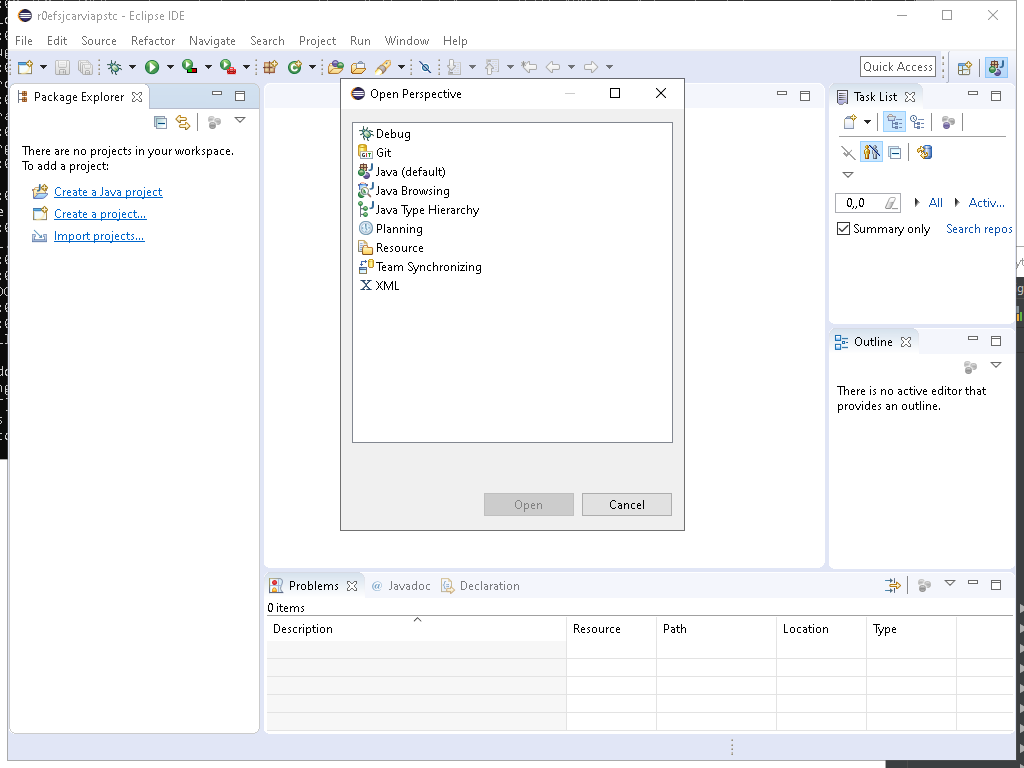 r0efsjcarviapstc - Eclipse IDE
File Edit Source Refactor Navigate Search Project Run Window Help
Quick Access
Package Explorer
There are no projects in your workspace.
To add a project:
Create a Java project
Create a project...
Import projects...
Open Perspective
Debug
Git
Java (default)
Java Browsing
Java Type Hierarchy
Planning
Resource
Team Synchronizing
XML
Open Cancel
Task List
All Activ...
Summary only Search repos
Outline
There is no active editor that
provides an outline.
Problems Javadoc Declaration
0 items
Description Resource Path Location Type